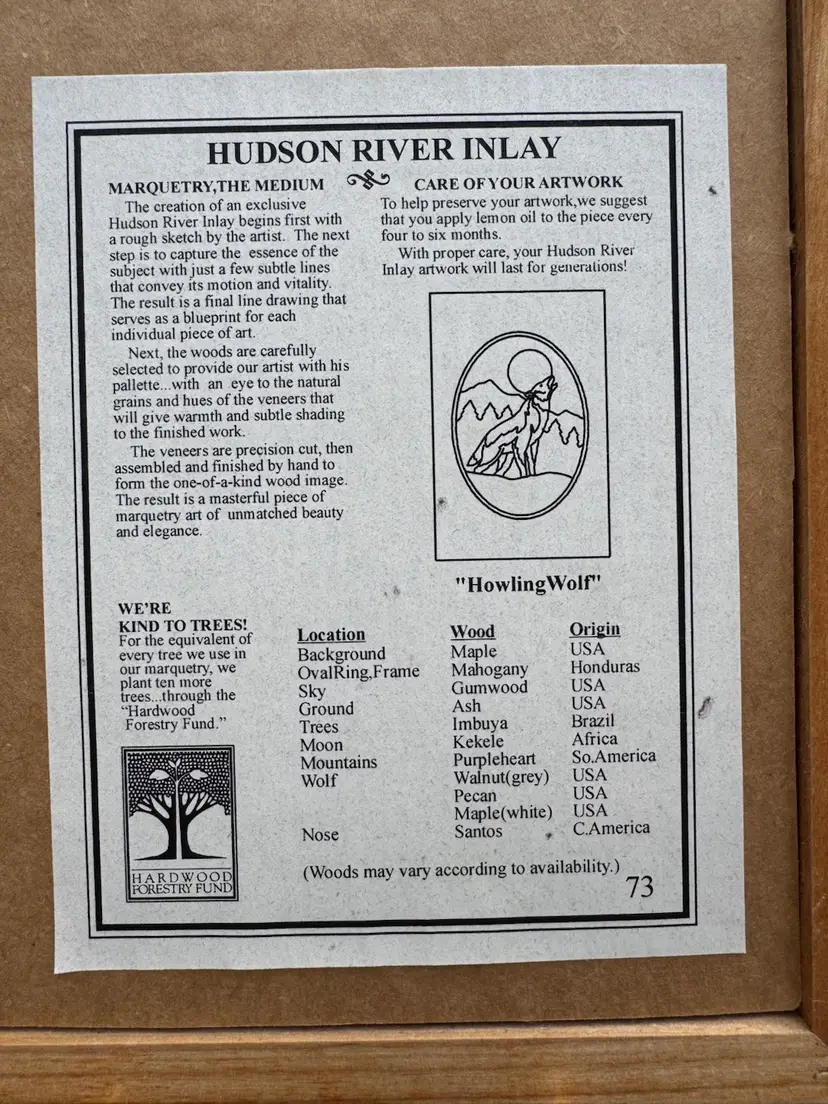 HUDSON RIVER INLAY
MARQUETRY,THE MEDIUM
The creation of an exclusive
Hudson River Inlay begins first with
a rough sketch by the artist. The next
step is to capture the essence of the
subject with just a few subtle lines
that convey its motion and vitality.
The result is a final line drawing that
serves as a blueprint for each
individual piece of art.
Next, the woods are carefully
selected to provide our artist with his
pallette...with an eye to the natural
grains and hues of the veneers that
will give warmth and subtle shading
to the finished work.
The veneers are precision cut, then
assembled and finished by hand to
form the one-of-a-kind wood image.
The result is a masterful piece of
marquetry art of unmatched beauty
and elegance.
CARE OF YOUR ARTWORK
To help preserve your artwork,we suggest
that you apply lemon oil to the piece every
four to six months.
With proper care, your Hudson River
Inlay artwork will last for generations!
"HowlingWolf"
WE'RE
KIND TO TREES!
For the equivalent of
every tree we use in
our marquetry, we
plant ten more
trees...through the
"Hardwood
Forestry Fund."
HARDWOOD
FORESTRY FUND
Location Wood Origin
Background Maple USA
OvalRing,Frame Mahogany Honduras
Sky Gumwood USA
Ground Ash USA
Trees Imbuya Brazil
Moon Kekele Africa
Mountains Purpleheart So.America
Wolf Walnut(grey) USA
Pecan USA
Maple(white) USA
Nose Santos C.America
(Woods may vary according to availability.)
73